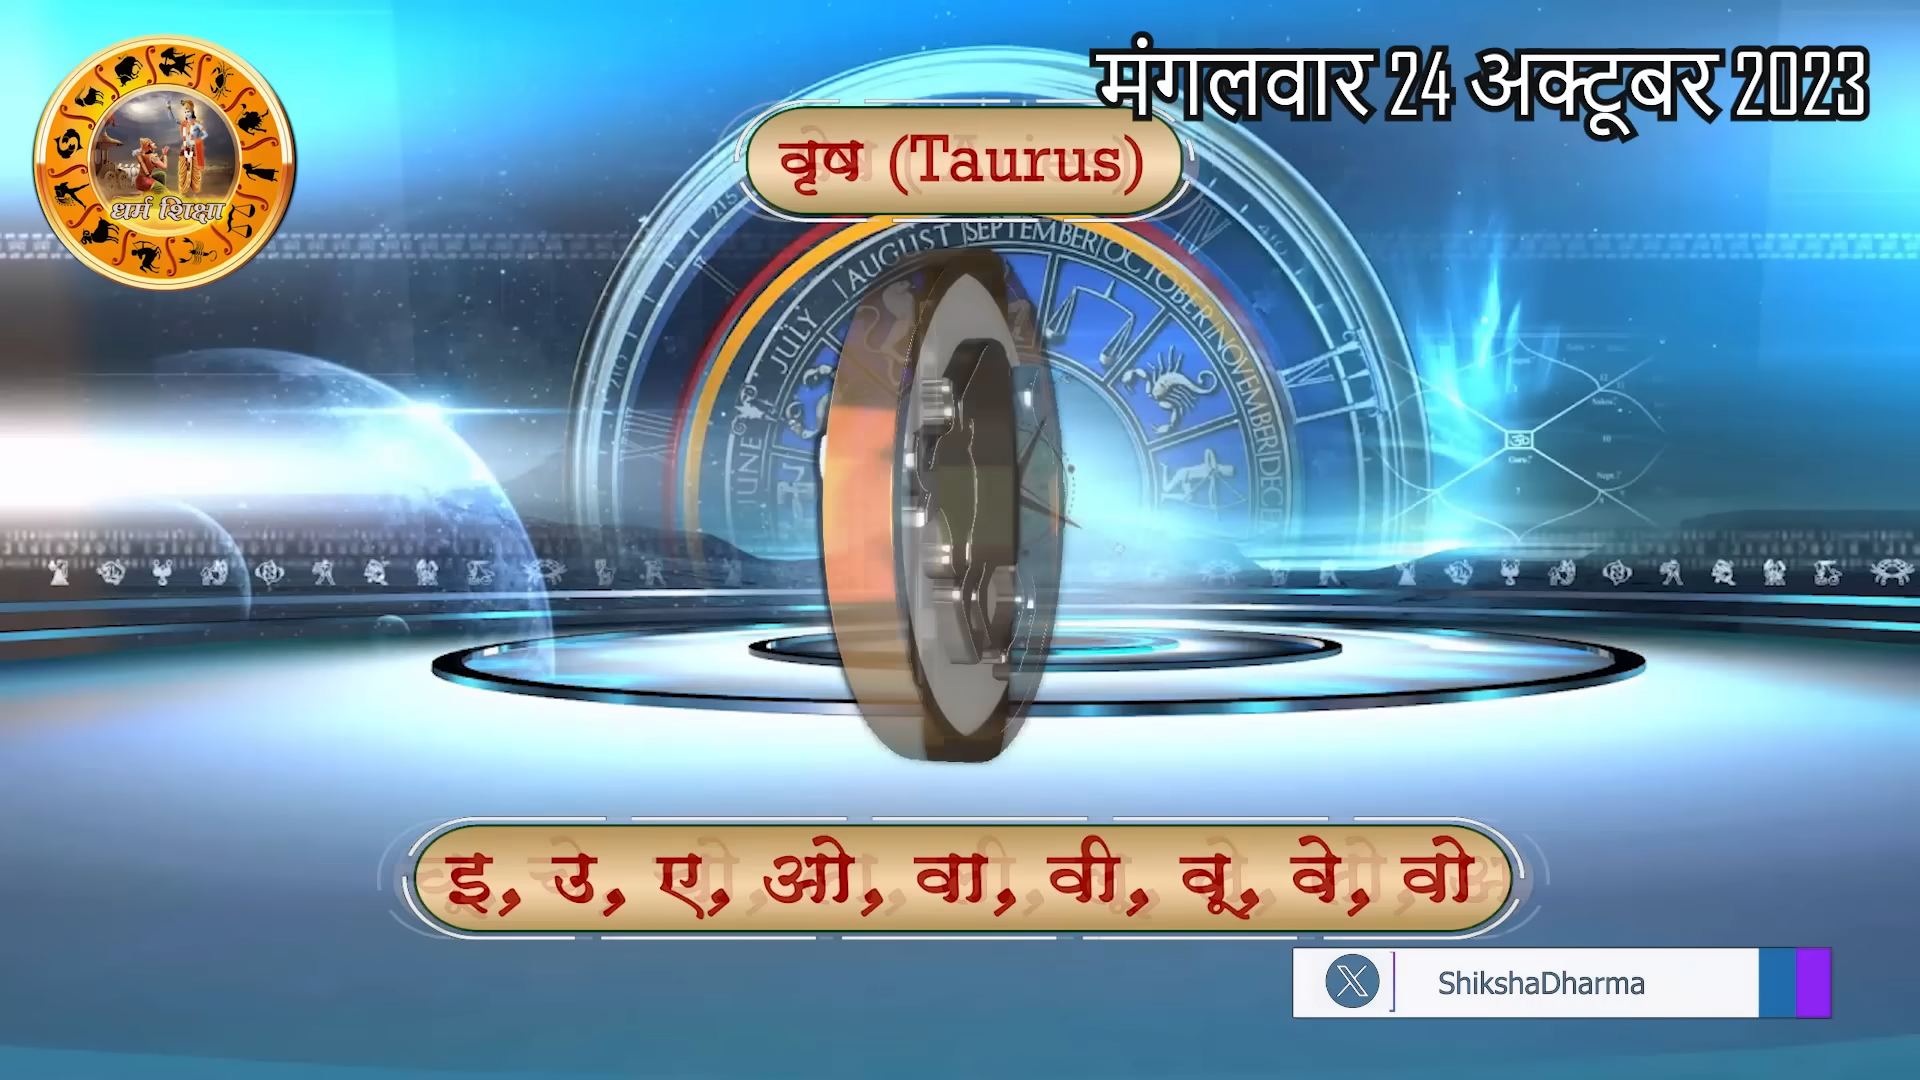 मंगलवार 24 अक्टूबर 2023
वृष (Taurus)
धर्म शिक्षा
JUNE JULY AUGUST SEPTEMBER OCTOBER NOVEMBER
इ, उ, ए, ओ, वा, वी, वू, वे, वो
ShikshaDharma